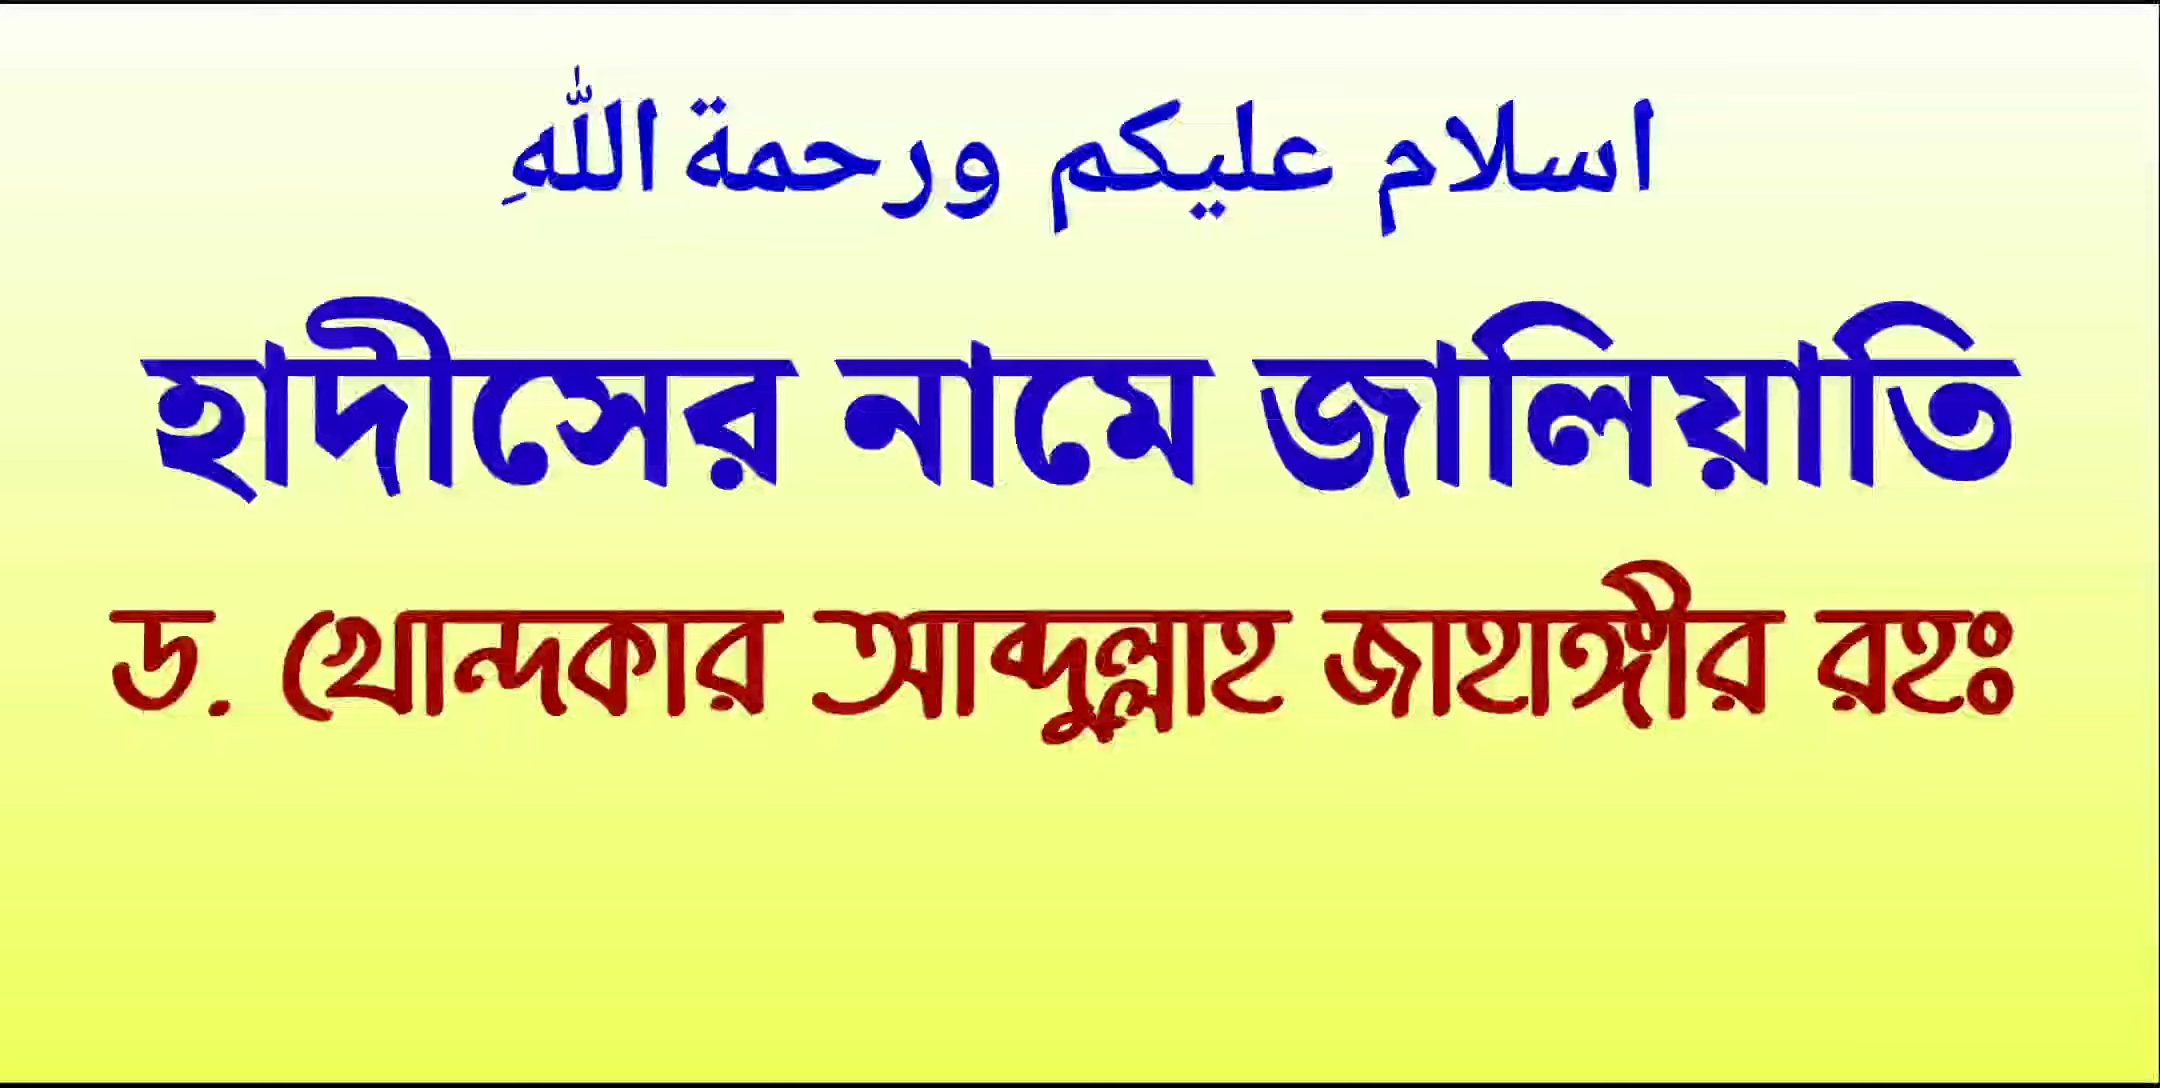 اسلام عليكم ورحمة اللهِ
হাদীসের নামে জালিয়াতি
ড. খোন্দকার আব্দুল্লাহ জাহাঙ্গীর রহঃ